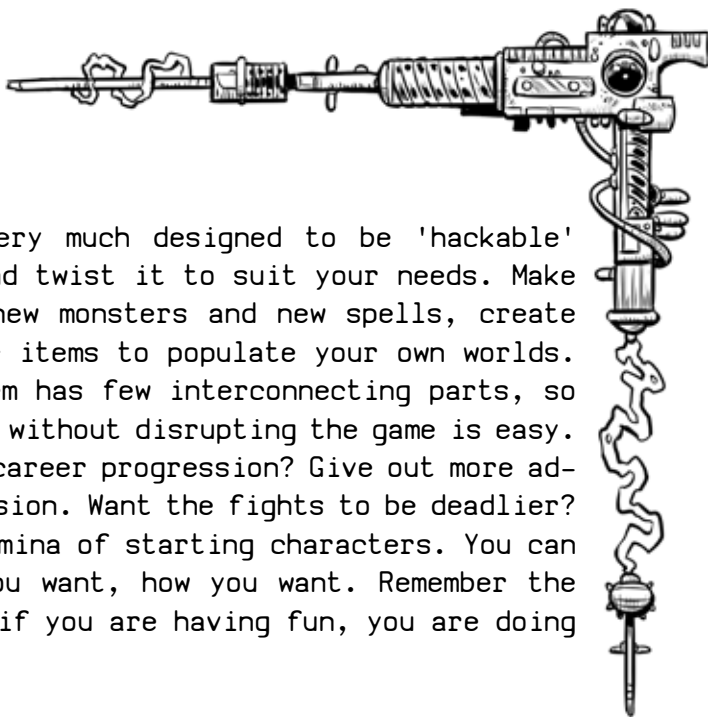 ery much designed to be 'hackable'
nd twist it to suit your needs. Make
new monsters and new spells, create
items to populate your own worlds.
m has few interconnecting parts, so
without disrupting the game is easy.
career progression? Give out more ad-
sion. Want the fights to be deadlier?
mina of starting characters. You can
ou want, how you want. Remember the
if you are having fun, you are doing